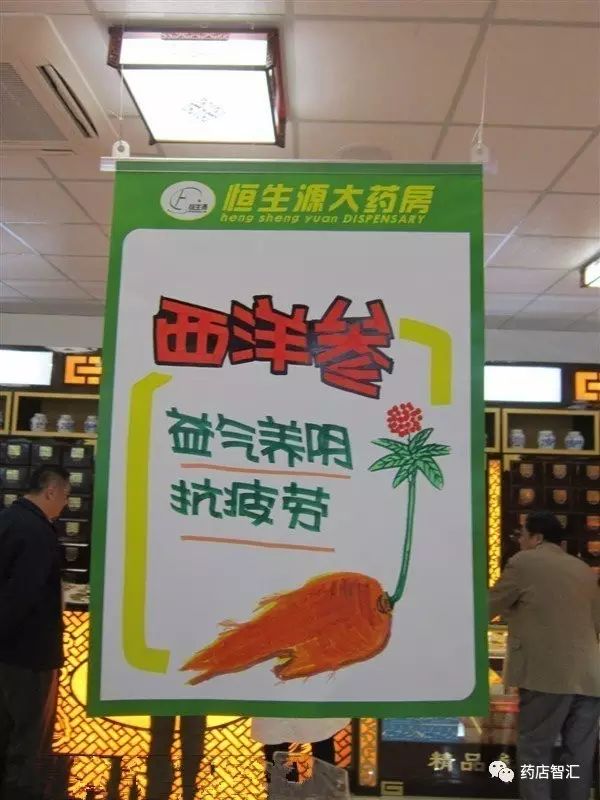 恒生源大药房
heng sheng yuan DISPENSARY
西洋参
益气养阴
抗疲劳
精品
药店智汇